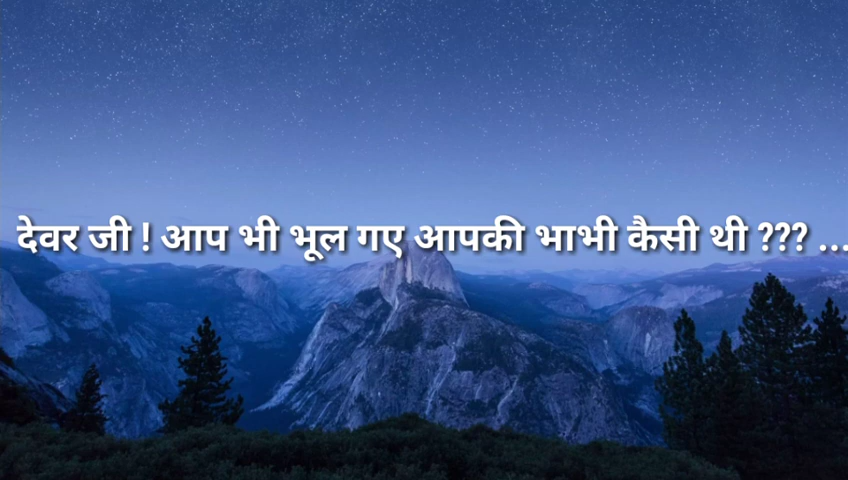 देवर जी ! आप भी भूल गए आपकी भाभी कैसी थी ??? ...